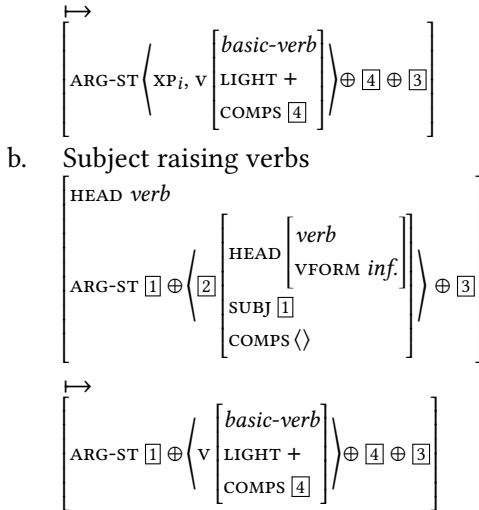 ↦
[ARG-ST ⟨XPᵢ, V [basic-verb
LIGHT +
COMPS [4]]⟩ ⊕ [4] ⊕ [3]]
b. Subject raising verbs
[HEAD verb
ARG-ST [1] ⊕ ⟨[2] [HEAD [verb
VFORM inf.]
SUBJ [1]
COMPS ⟨⟩]⟩ ⊕ [3]]
↦
[ARG-ST [1] ⊕ ⟨V [basic-verb
LIGHT +
COMPS [4]]⟩ ⊕ [4] ⊕ [3]]